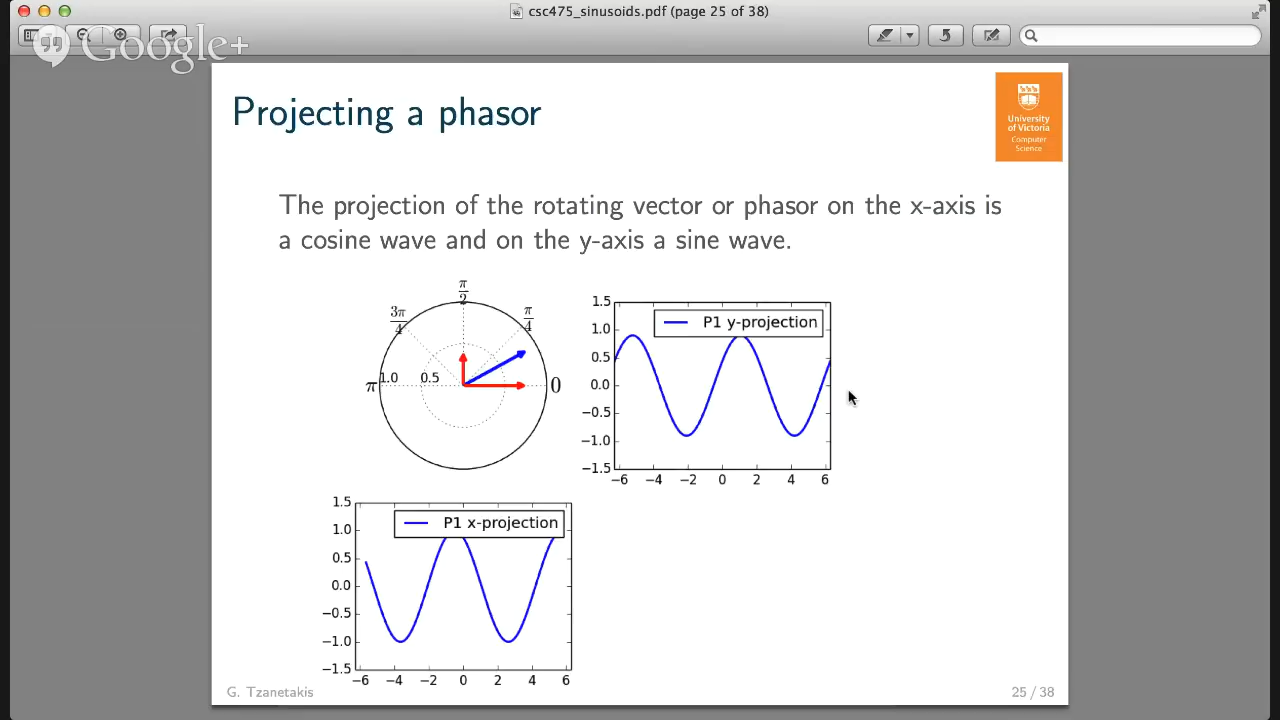 csc475_sinusoids.pdf (page 25 of 38)
Google+
Projecting a phasor
University
of Victoria
Computer
Science
The projection of the rotating vector or phasor on the x-axis is
a cosine wave and on the y-axis a sine wave.
π/2
3π/4
π/4
π
1.0
0.5
0
1.5
1.0
0.5
0.0
−0.5
−1.0
−1.5
P1 y-projection
−6 −4 −2 0 2 4 6
1.5
1.0
0.5
0.0
−0.5
−1.0
−1.5
P1 x-projection
−6 −4 −2 0 2 4 6
G. Tzanetakis
25 / 38